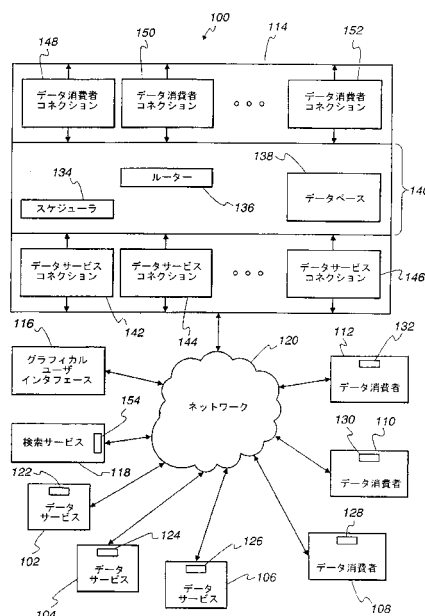 100
148
150
114
152
データ消費者
コネクション
データ消費者
コネクション
データ消費者
コネクション
138
134
ルーター
136
データベース
140
スケジューラ
データサービス
コネクション
データサービス
コネクション
データサービス
コネクション
146
142
144
116
グラフィカル
ユーザ
インタフェース
120
112
132
データ消費者
ネットワーク
154
検索サービス
118
130
110
データ消費者
122
データ
サービス
102
124
データ
サービス
104
126
データ
サービス
106
128
データ消費者
108